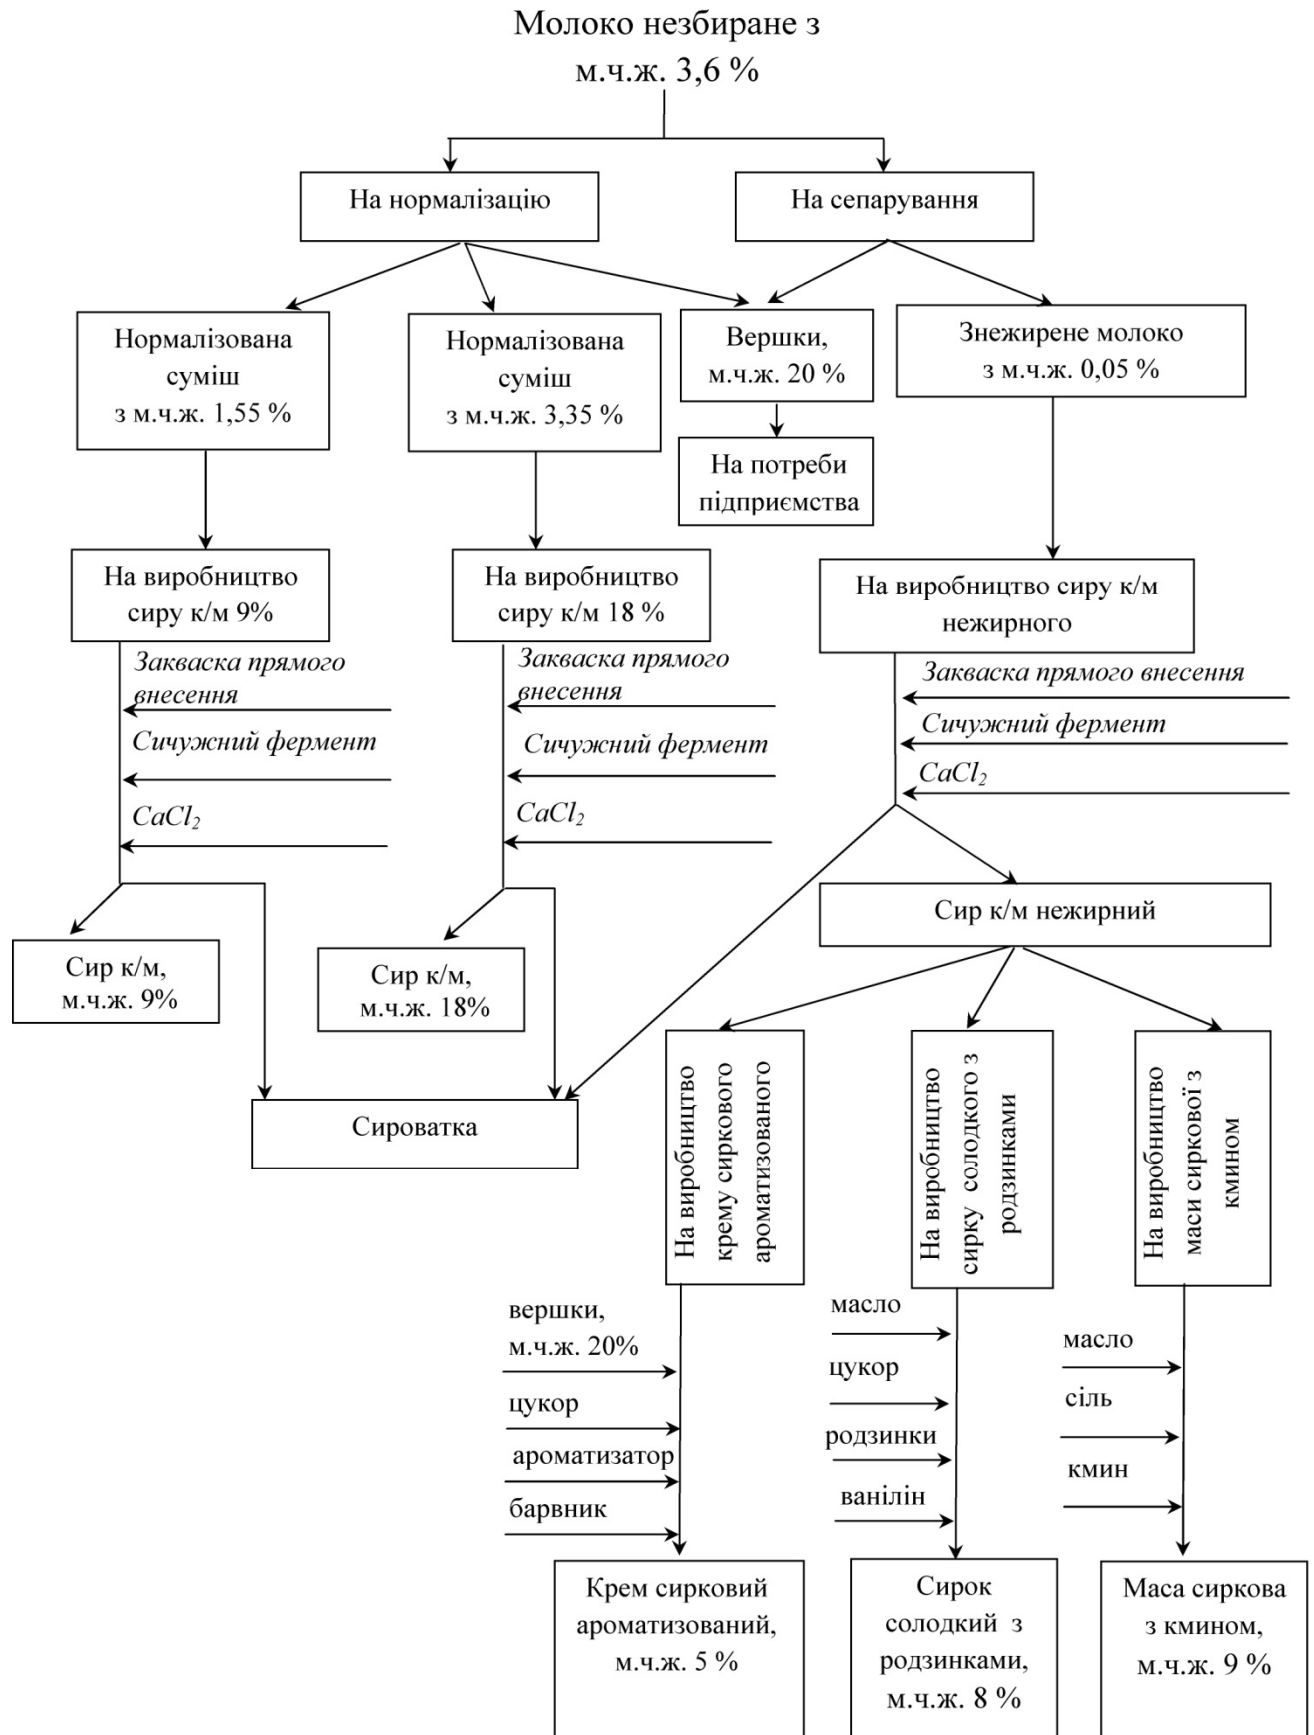 Молоко незбиране з
м.ч.ж. 3,6 %
На нормалізацію
На сепарування
Нормалізована
суміш
з м.ч.ж. 1,55 %
Нормалізована
суміш
з м.ч.ж. 3,35 %
Вершки,
м.ч.ж. 20 %
Знежирене молоко
з м.ч.ж. 0,05 %
На потреби
підприємства
На виробництво
сиру к/м 9%
На виробництво
сиру к/м 18 %
На виробництво сиру к/м
нежирного
Закваска прямого
внесення
Сичужний фермент
CaCl2
Закваска прямого
внесення
Сичужний фермент
CaCl2
Закваска прямого внесення
Сичужний фермент
CaCl2
Сир к/м нежирний
Сир к/м,
м.ч.ж. 9%
Сир к/м,
м.ч.ж. 18%
Сироватка
На виробництво
крему сиркового
ароматизованого
На виробництво
сирку солодкого з
родзинками
На виробництво
маси сиркової з
кмином
вершки,
м.ч.ж. 20%
цукор
ароматизатор
барвник
масло
цукор
родзинки
ванілін
масло
сіль
кмин
Крем сирковий
ароматизований,
м.ч.ж. 5 %
Сирок
солодкий з
родзинками,
м.ч.ж. 8 %
Маса сиркова
з кмином,
м.ч.ж. 9 %